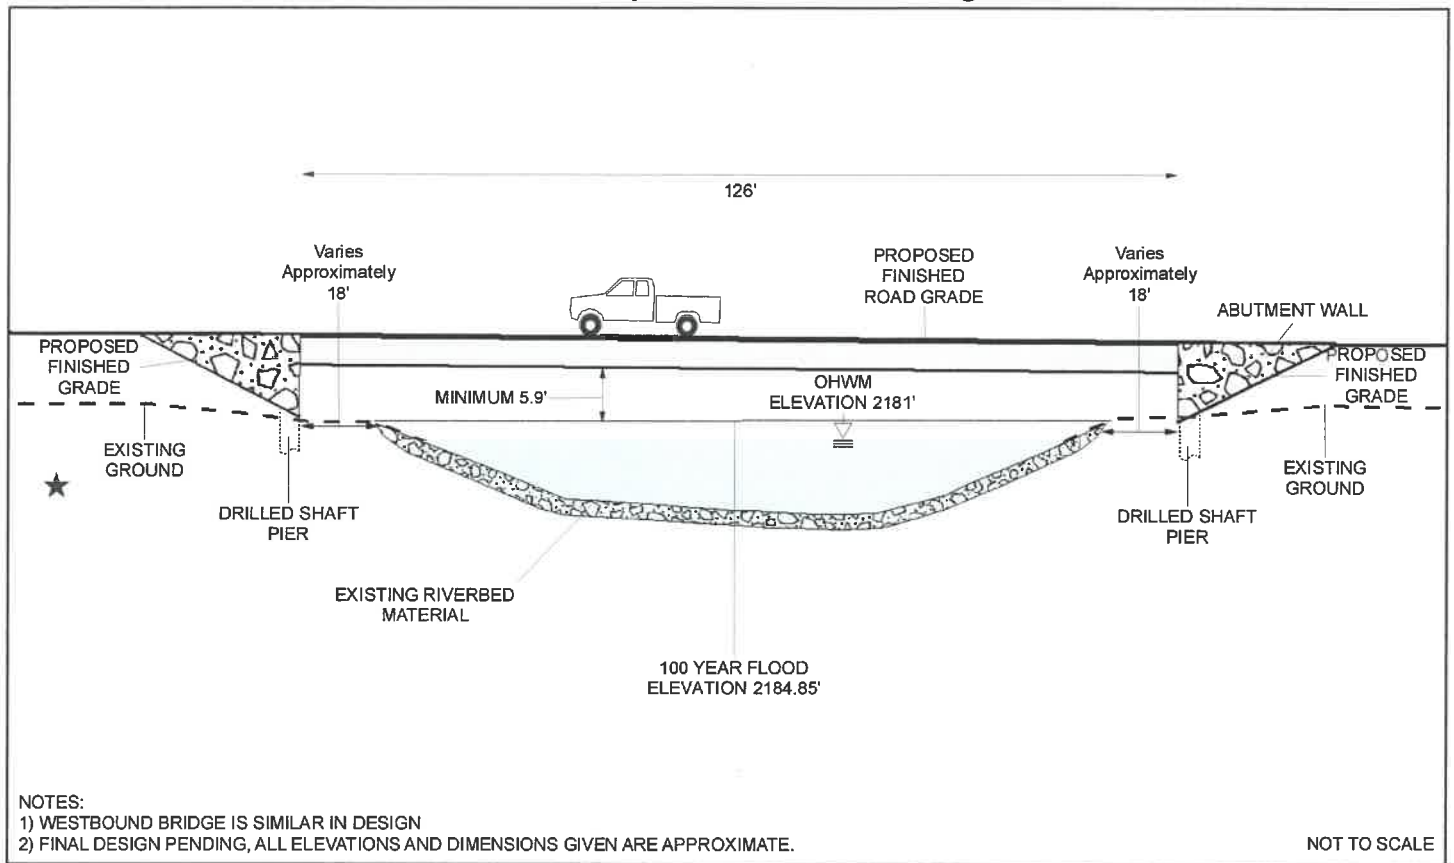 126'
Varies
Approximately
18'
PROPOSED
FINISHED
ROAD GRADE
Varies
Approximately
18'
ABUTMENT WALL
PROPOSED
FINISHED
GRADE
MINIMUM 5.9'
OHWM
ELEVATION 2181'
PROPOSED
FINISHED
GRADE
EXISTING
GROUND
EXISTING
GROUND
DRILLED SHAFT
PIER
DRILLED SHAFT
PIER
EXISTING RIVERBED
MATERIAL
100 YEAR FLOOD
ELEVATION 2184.85'
NOTES:
1) WESTBOUND BRIDGE IS SIMILAR IN DESIGN
2) FINAL DESIGN PENDING, ALL ELEVATIONS AND DIMENSIONS GIVEN ARE APPROXIMATE.
NOT TO SCALE